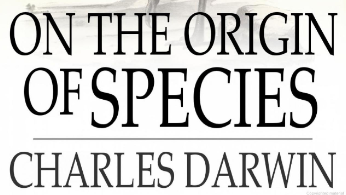 ON THE ORIGIN
OF SPECIES
CHARLES DARWIN